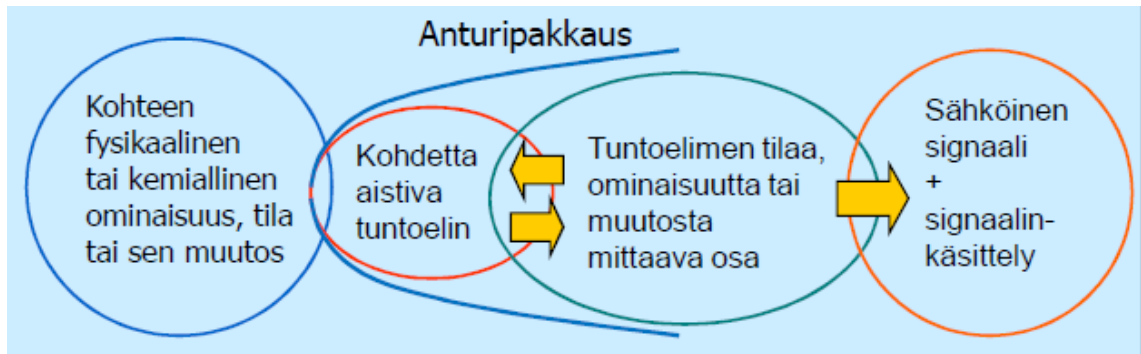 Anturipakkaus
Kohteen
fysikaalinen
tai kemiallinen
ominaisuus, tila
tai sen muutos
Kohdetta
aistiva
tuntoelin
Tuntoelimen tilaa,
ominaisuutta tai
muutosta
mittaava osa
Sähköinen
signaali
+
signaalin-
käsittely